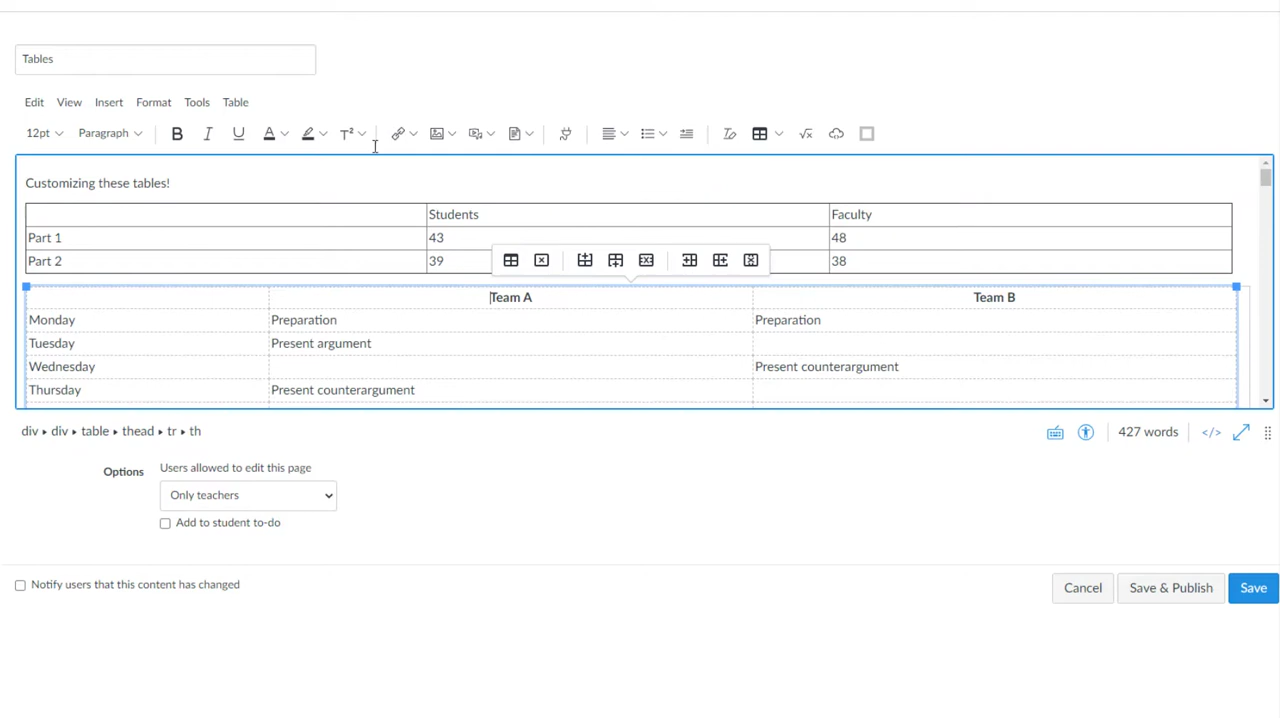 Tables
Edit View Insert Format Tools Table
12pt Paragraph B I U A T²
Customizing these tables!
Students Faculty
Part 1 43 48
Part 2 39 38
Team A Team B
Monday Preparation Preparation
Tuesday Present argument
Wednesday Present counterargument
Thursday Present counterargument
div ▸ div ▸ table ▸ thead ▸ tr ▸ th 427 words </>
Options Users allowed to edit this page
Only teachers
Add to student to-do
Notify users that this content has changed
Cancel Save & Publish Save